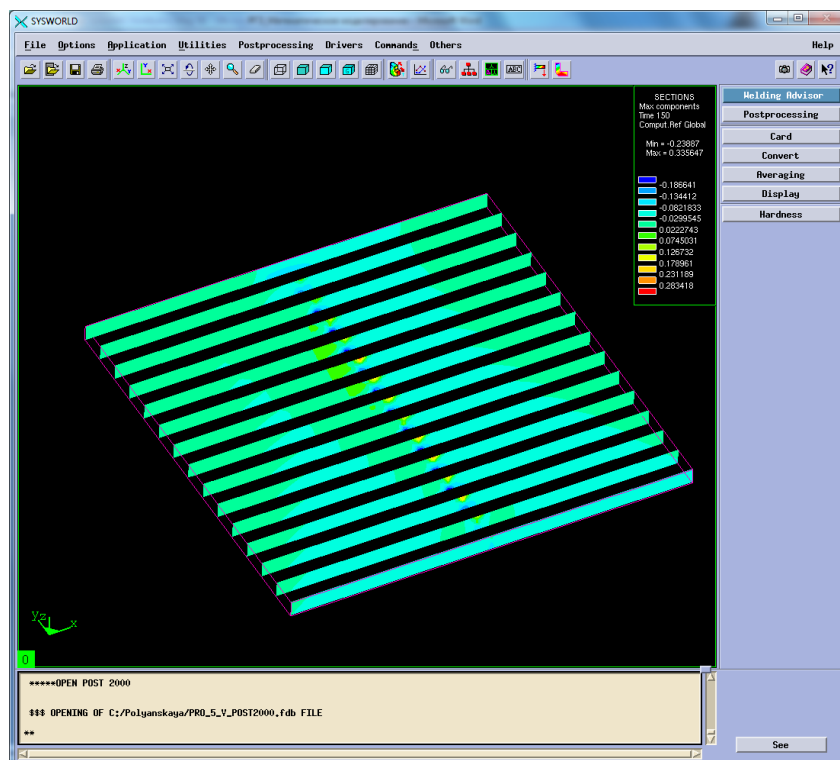 SYSWORLD
File Options Application Utilities Postprocessing Drivers Commands Others Help
ABC
SECTIONS
Max components
Time 150
Comput.Ref Global
Min = -0.23887
Max = 0.335647
-0.186641
-0.134412
-0.0821833
-0.0299545
0.0222743
0.0745031
0.126732
0.178961
0.231189
0.283418
Welding Advisor
Postprocessing
Card
Convert
Averaging
Display
Hardness
yz x
0
*****OPEN POST 2000
$$$ OPENING OF C:/Polyanskaya/PRO_5_V_POST2000.fdb FILE
**
See